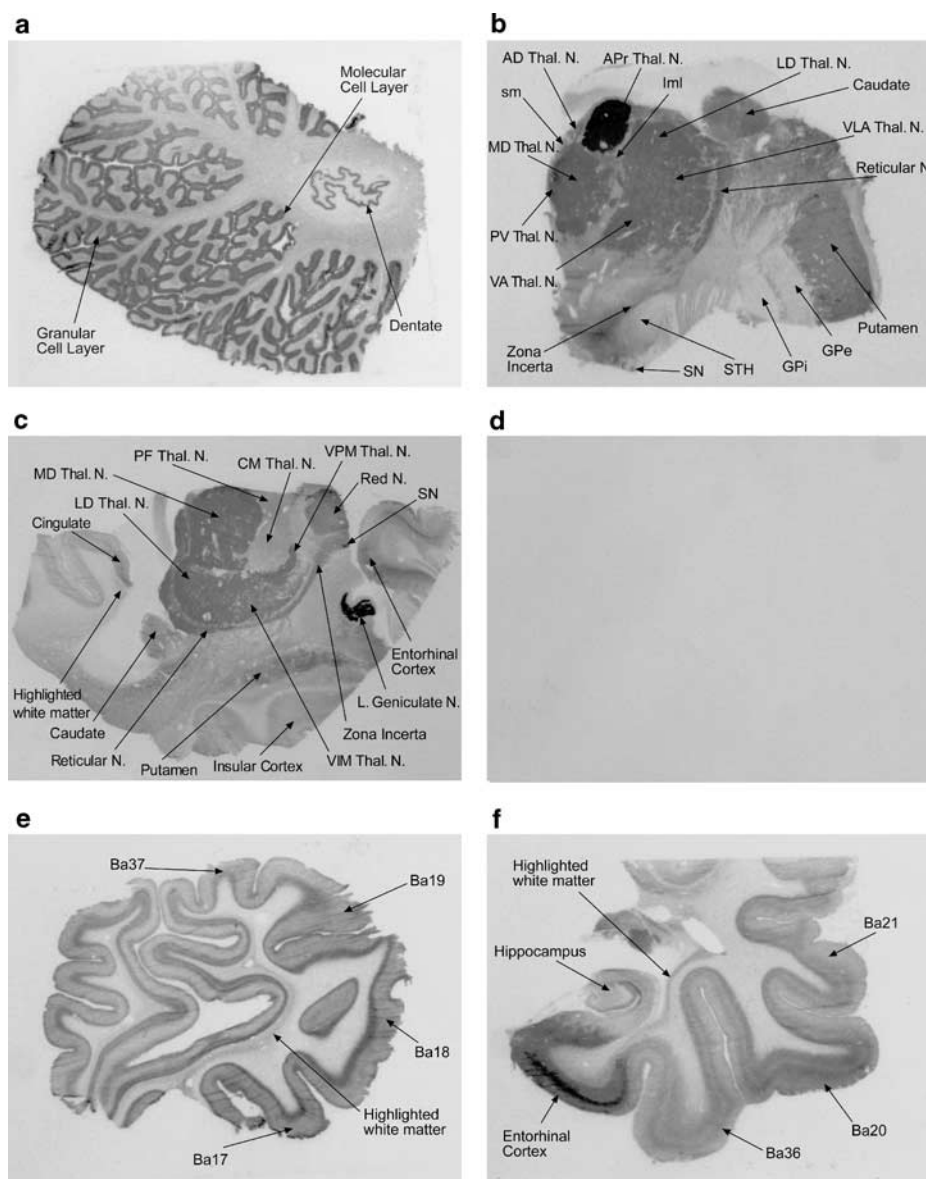 a
Molecular
Cell Layer
Granular
Cell Layer
Dentate
b
AD Thal. N.
APr Thal. N.
LD Thal. N.
sm
Iml
Caudate
MD Thal. N.
VLA Thal. N.
Reticular N.
PV Thal. N.
VA Thal. N.
Zona
Incerta
SN
STH
GPi
GPe
Putamen
c
PF Thal. N.
VPM Thal. N.
MD Thal. N.
CM Thal. N.
Red N.
LD Thal. N.
SN
Cingulate
Highlighted
white matter
Caudate
Reticular N.
Putamen
Insular Cortex
VIM Thal. N.
Zona Incerta
L. Geniculate N.
Entorhinal
Cortex
d
e
Ba37
Ba19
Ba18
Highlighted
white matter
Ba17
f
Highlighted
white matter
Ba21
Hippocampus
Entorhinal
Cortex
Ba36
Ba20